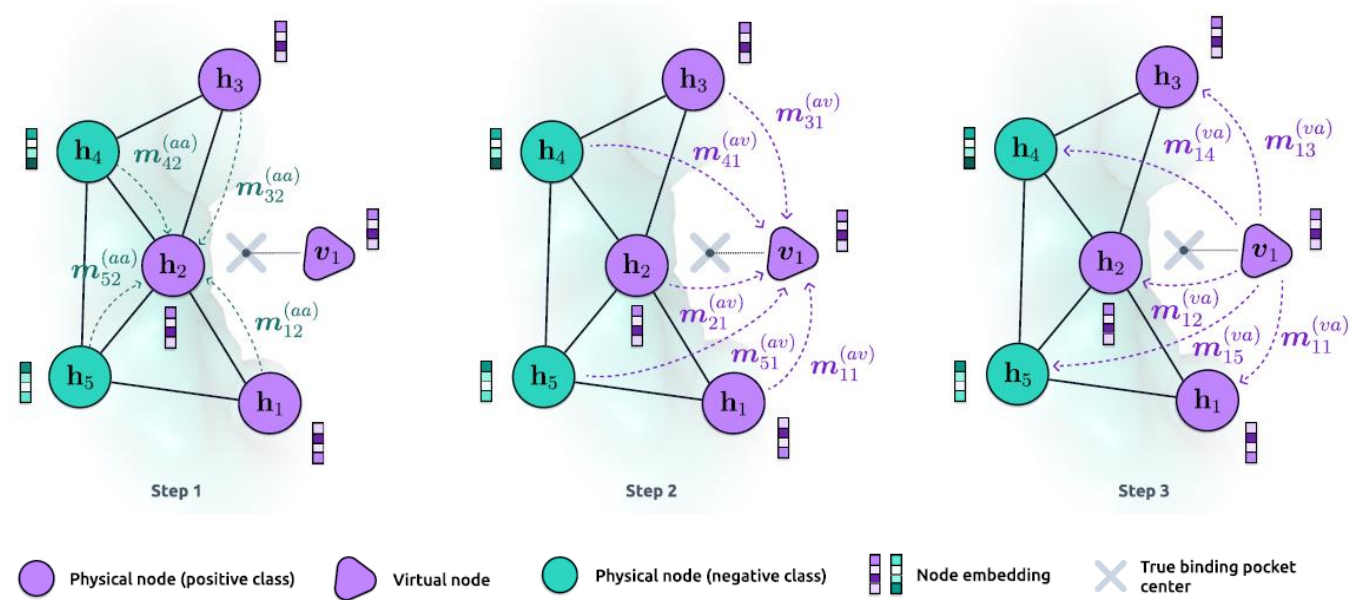 h₃
h₄
m₄₂^(aa)
m₃₂^(aa)
h₂
v₁
m₅₂^(aa)
m₁₂^(aa)
h₅
h₁
Step 1
h₃
m₃₁^(av)
h₄
m₄₁^(av)
h₂
v₁
m₂₁^(av)
m₅₁^(av)
m₁₁^(av)
h₅
h₁
Step 2
h₃
m₁₄^(va)
m₁₃^(va)
h₄
h₂
v₁
m₁₂^(va)
m₁₅^(va)
m₁₁^(va)
h₅
h₁
Step 3
Physical node (positive class)
Virtual node
Physical node (negative class)
Node embedding
True binding pocket
center